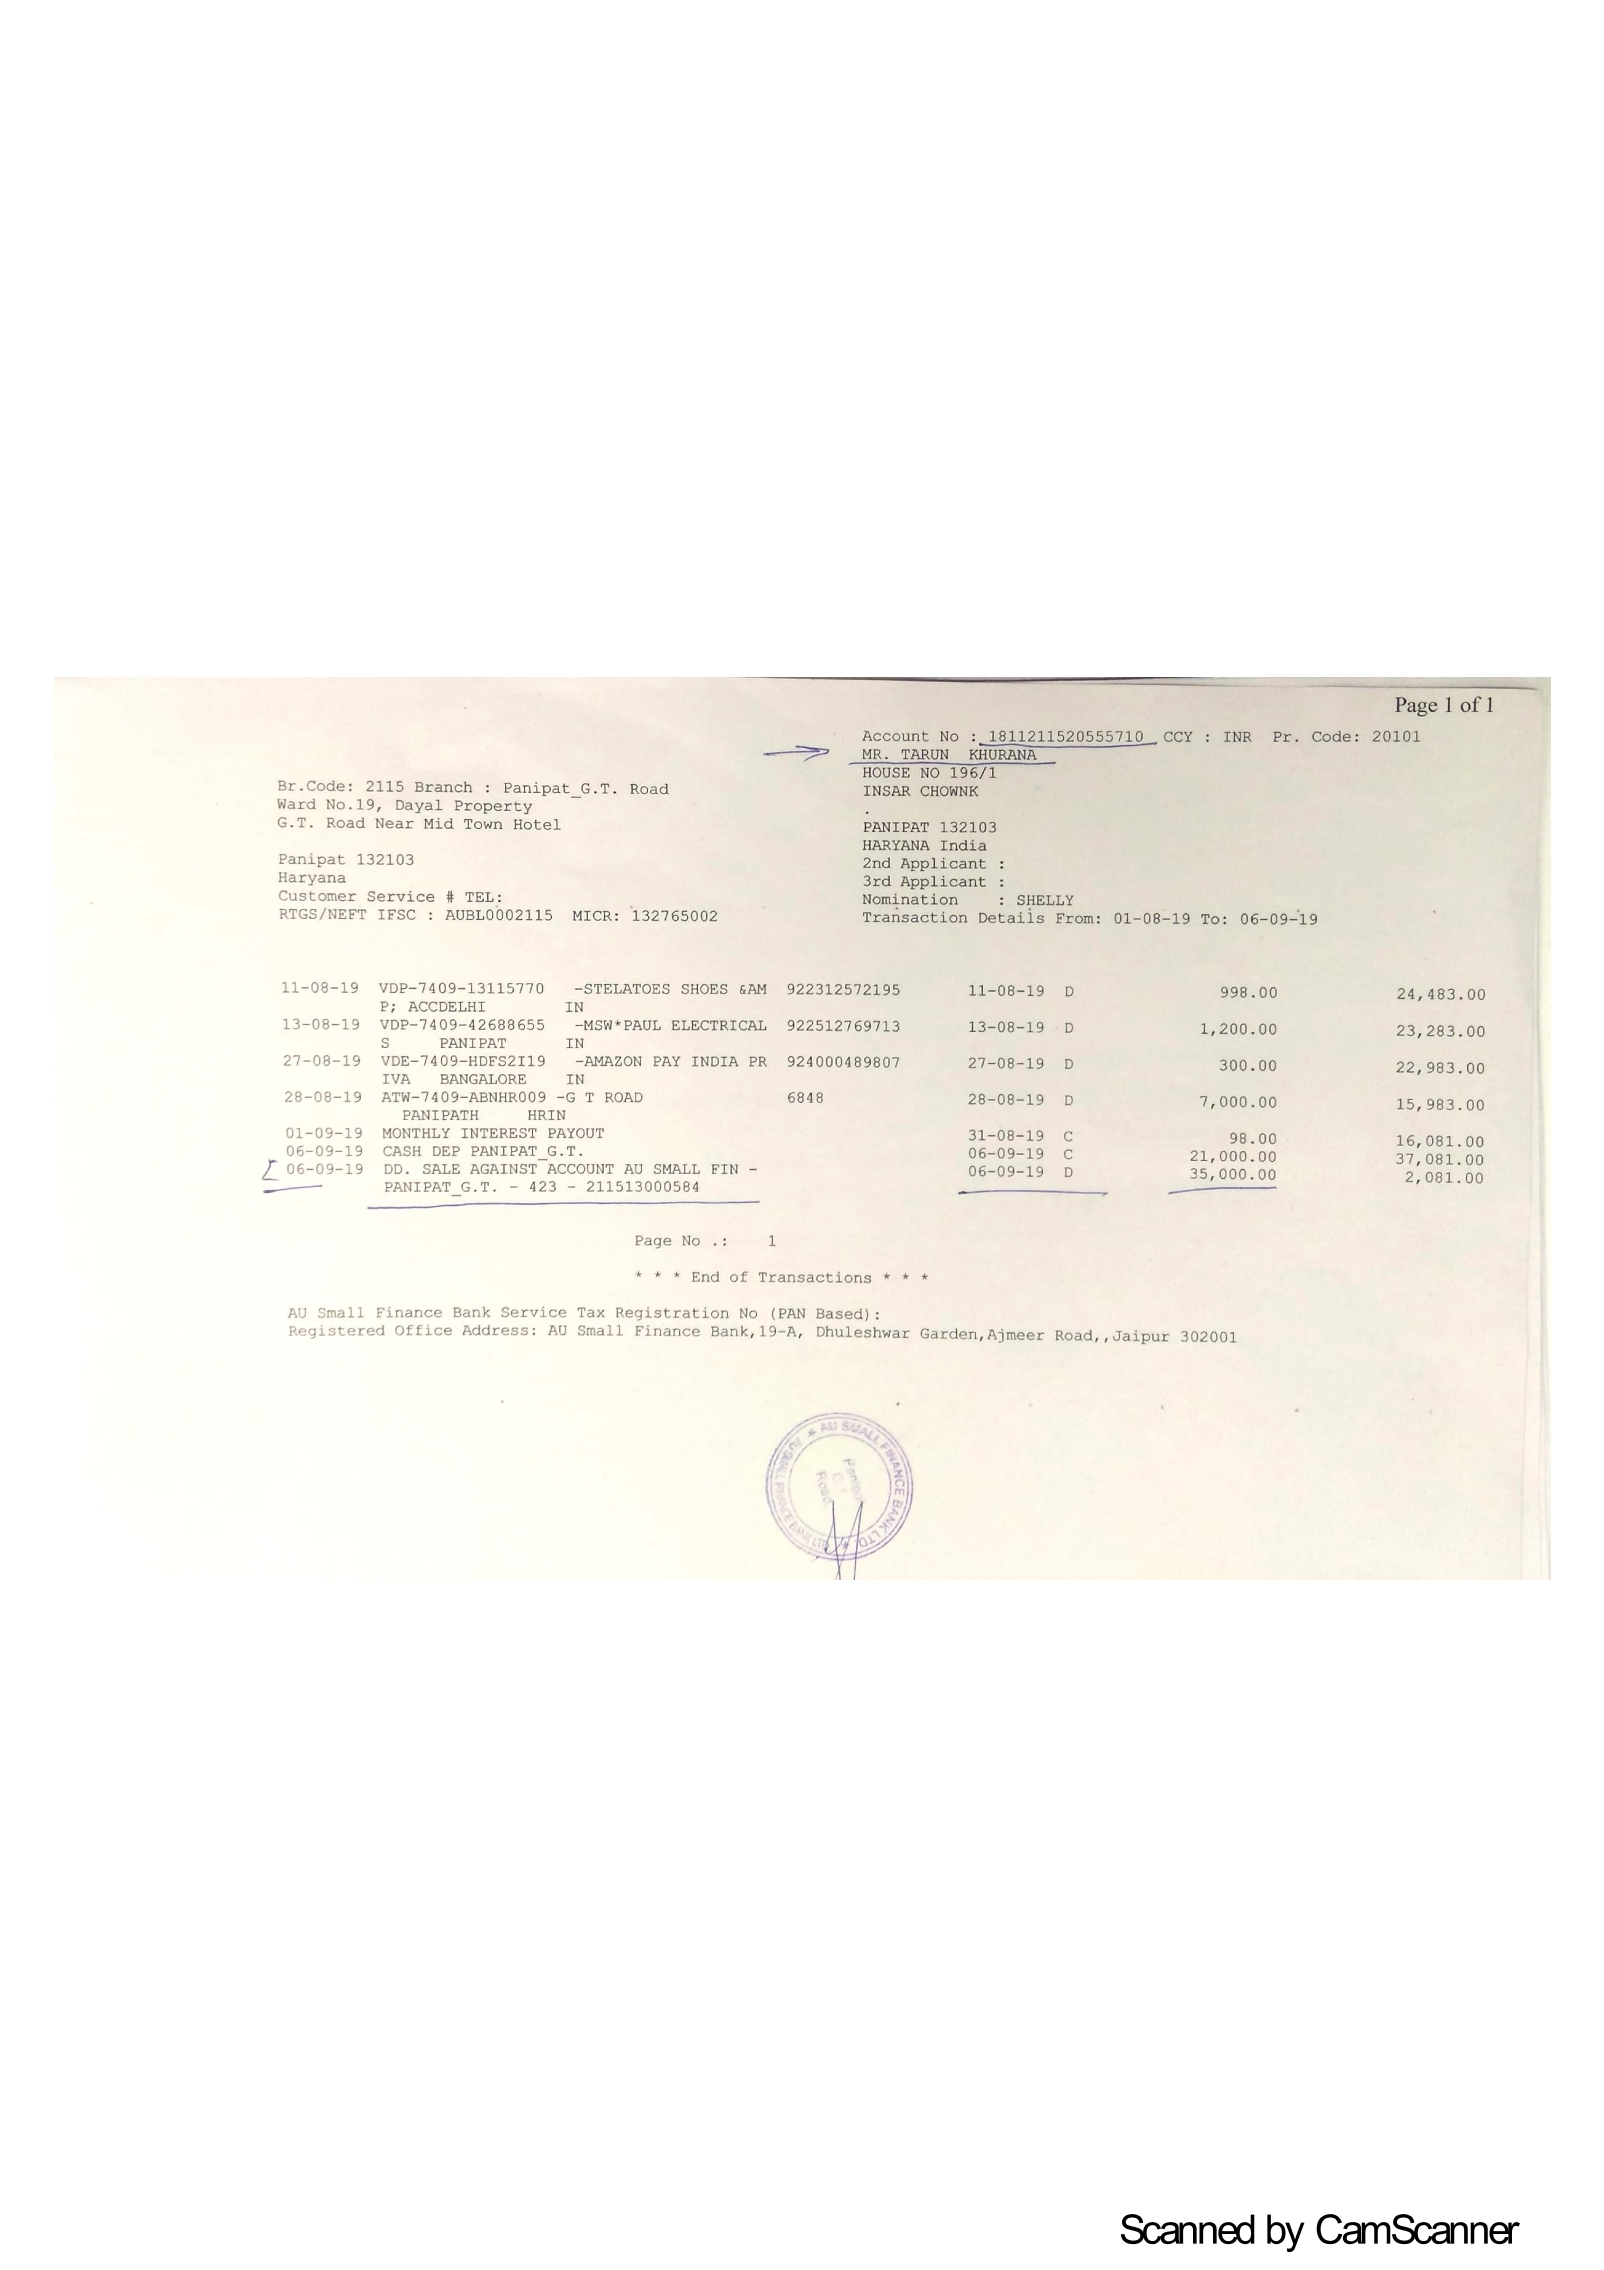 Page 1 of 1
Account No : 1811211520555710 CCY : INR Pr. Code: 20101
MR. TARUN KHURANA
HOUSE NO 196/1
INSAR CHOWNK
.
PANIPAT 132103
HARYANA India
2nd Applicant :
3rd Applicant :
Nomination : SHELLY
Transaction Details From: 01-08-19 To: 06-09-19
Br.Code: 2115 Branch : Panipat_G.T. Road
Ward No.19, Dayal Property
G.T. Road Near Mid Town Hotel
Panipat 132103
Haryana
Customer Service # TEL:
RTGS/NEFT IFSC : AUBL0002115 MICR: 132765002
11-08-19 VDP-7409-13115770 -STELATOES SHOES &AM 922312572195 11-08-19 D 998.00 24,483.00
P; ACCDELHI IN
13-08-19 VDP-7409-42688655 -MSW*PAUL ELECTRICAL 922512769713 13-08-19 D 1,200.00 23,283.00
S PANIPAT IN
27-08-19 VDE-7409-HDFS2I19 -AMAZON PAY INDIA PR 924000489807 27-08-19 D 300.00 22,983.00
IVA BANGALORE IN
28-08-19 ATW-7409-ABNHR009 -G T ROAD 6848 28-08-19 D 7,000.00 15,983.00
PANIPATH HRIN
01-09-19 MONTHLY INTEREST PAYOUT 31-08-19 C 98.00 16,081.00
06-09-19 CASH DEP PANIPAT_G.T. 06-09-19 C 21,000.00 37,081.00
06-09-19 DD. SALE AGAINST ACCOUNT AU SMALL FIN - 06-09-19 D 35,000.00 2,081.00
PANIPAT_G.T. - 423 - 211513000584
Page No .: 1
* * * End of Transactions * * *
AU Small Finance Bank Service Tax Registration No (PAN Based):
Registered Office Address: AU Small Finance Bank,19-A, Dhuleshwar Garden,Ajmeer Road,,Jaipur 302001
* AU SMALL FINANCE BANK LTD. * AU SMALL FINANCE BANK LTD.
Road
Scanned by CamScanner